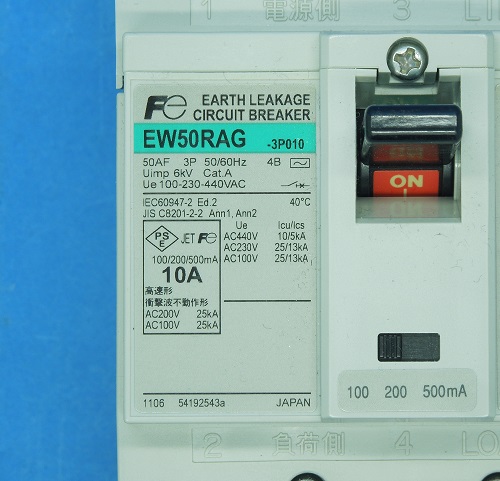 1 電源側 3 LI
Fe EARTH LEAKAGE
CIRCUIT BREAKER
EW50RAG -3P010
50AF 3P 50/60Hz 4B
Uimp 6kV Cat.A
Ue 100-230-440VAC
IEC60947-2 Ed.2 40°C
JIS C8201-2-2 Ann1, Ann2
PS E JET Fe
100/200/500mA
10A
高速形
衝撃波不動作形
AC200V 25kA
AC100V 25kA
Ue Icu/Ics
AC440V 10/5kA
AC230V 25/13kA
AC100V 25/13kA
1106 54192543a JAPAN
ON
100 200 500mA
2 負荷側 4 LO